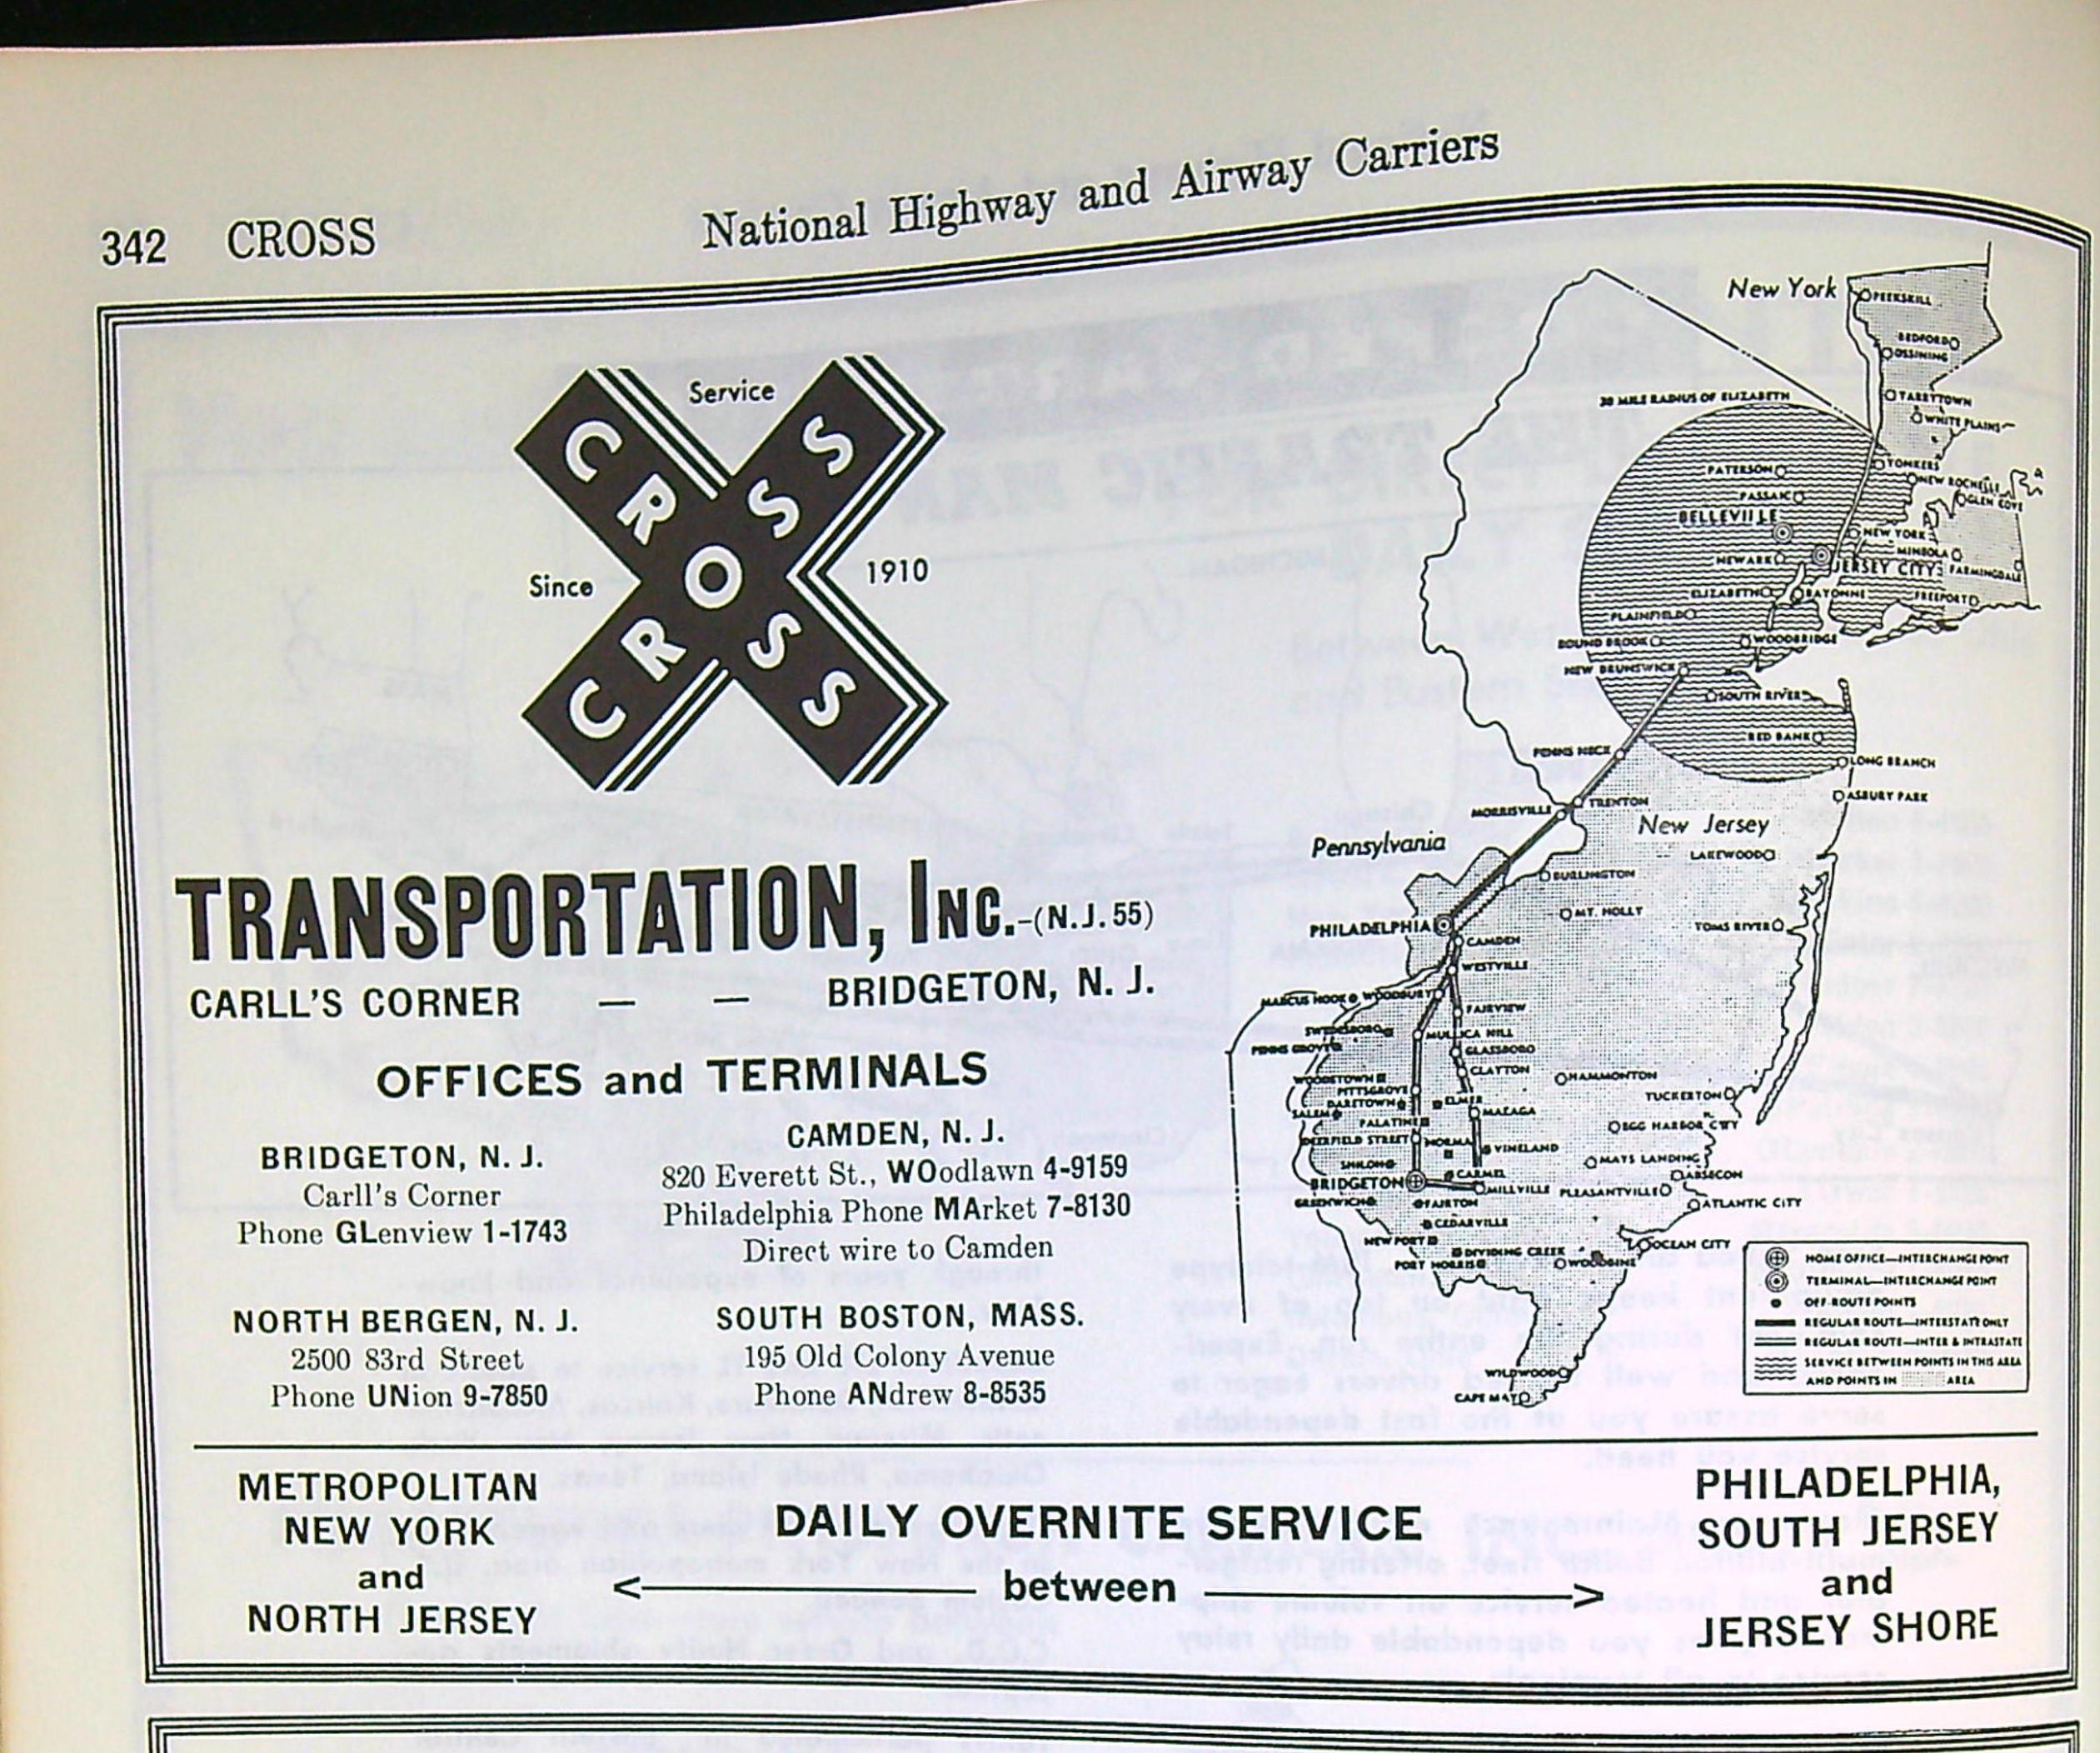 342 CROSS
National Highway and Airway Carriers
Service
CROSS
CROSS
Since
1910
TRANSPORTATION, INC.-(N.J. 55)
CARLL'S CORNER — — BRIDGETON, N. J.
OFFICES and TERMINALS
BRIDGETON, N. J.
Carll's Corner
Phone GLenview 1-1743
CAMDEN, N. J.
820 Everett St., WOodlawn 4-9159
Philadelphia Phone MArket 7-8130
Direct wire to Camden
NORTH BERGEN, N. J.
2500 83rd Street
Phone UNion 9-7850
SOUTH BOSTON, MASS.
195 Old Colony Avenue
Phone ANdrew 8-8535
New York
PEEKSKILL
BEDFORD
OSSINING
30 MILE RADIUS OF ELIZABETH
TARRYTOWN
WHITE PLAINS
PATERSON
YONKERS
NEW ROCHELLE
PASSAIC
GLEN COVE
BELLEVILLE
NEW YORK
MINEOLA
NEWARK
JERSEY CITY
FARMINGDALE
ELIZABETH
BAYONNE
FREEPORT
PLAINFIELD
BOUND BROOK
WOODBRIDGE
NEW BRUNSWICK
SOUTH RIVER
RED BANK
PENNS NECK
LONG BRANCH
ASBURY PARK
MORRISVILLE
TRENTON
New Jersey
Pennsylvania
LAKEWOOD
BURLINGTON
MT. HOLLY
PHILADELPHIA
TOMS RIVER
CAMDEN
WESTVILLE
MARCUS HOOK
WOODBURY
FAIRVIEW
SWEDESBORO
MULLICA HILL
PENNS GROVE
GLASSBORO
CLAYTON
WOODSTOWN
HAMMONTON
PITTSGROVE
TUCKERTON
DARETOWN
ELMER
SALEM
MALAGA
PALATINE
EGG HARBOR CITY
DEERFIELD STREET
NORMA
VINELAND
SHILOH
MAYS LANDING
CARMEL
ABSECON
BRIDGETON
MILLVILLE
PLEASANTVILLE
GREENWICH
FAIRTON
ATLANTIC CITY
CEDARVILLE
NEWPORT
DIVIDING CREEK
OCEAN CITY
PORT NORRIS
WOODBINE
WILDWOOD
CAPE MAY
HOME OFFICE—INTERCHANGE POINT
TERMINAL—INTERCHANGE POINT
OFF-ROUTE POINTS
REGULAR ROUTE—INTERSTATE ONLY
REGULAR ROUTE—INTER & INTRASTATE
SERVICE BETWEEN POINTS IN THIS AREA
AND POINTS IN AREA
METROPOLITAN
NEW YORK
and
NORTH JERSEY
DAILY OVERNITE SERVICE
between
PHILADELPHIA,
SOUTH JERSEY
and
JERSEY SHORE